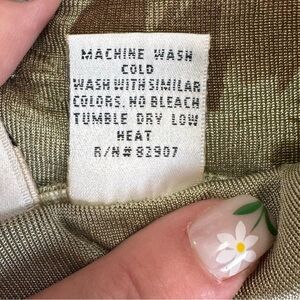 MACHINE WASH
COLD
WASH WITH SIMILAR
COLORS. NO BLEACH
TUMBLE DRY LOW
HEAT
R/N# 82907